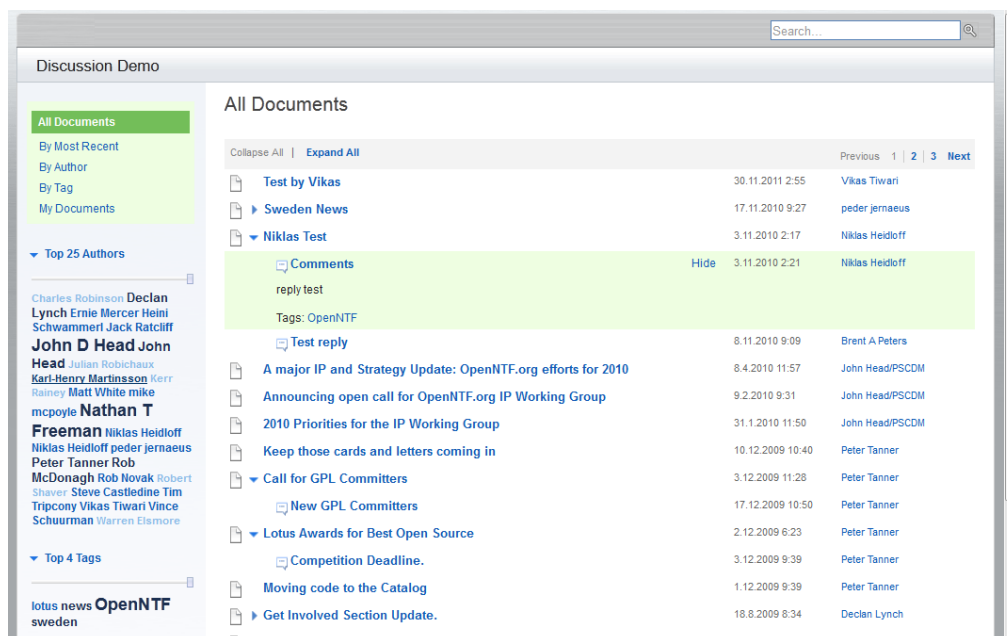 Search...
Discussion Demo
All Documents
By Most Recent
By Author
By Tag
My Documents
Top 25 Authors
Charles Robinson Declan
Lynch Ernie Mercer Heini
Schwammerl Jack Ratcliff
John D Head John
Head Julian Robichaux
Karl-Henry Martinsson Kerr
Rainey Matt White mike
mcpoyle Nathan T
Freeman Niklas Heidloff
Niklas Heidloff peder jernaeus
Peter Tanner Rob
McDonagh Rob Novak Robert
Shaver Steve Castledine Tim
Tripcony Vikas Tiwari Vince
Schuurman Warren Elsmore
Top 4 Tags
lotus news OpenNTF
sweden
All Documents
Collapse All | Expand All
Previous 1 | 2 | 3 Next
Test by Vikas 30.11.2011 2:55 Vikas Tiwari
Sweden News 17.11.2010 9:27 peder jernaeus
Niklas Test 3.11.2010 2:17 Niklas Heidloff
Comments Hide 3.11.2010 2:21 Niklas Heidloff
reply test
Tags: OpenNTF
Test reply 8.11.2010 9:09 Brent A Peters
A major IP and Strategy Update: OpenNTF.org efforts for 2010 8.4.2010 11:57 John Head/PSCDM
Announcing open call for OpenNTF.org IP Working Group 9.2.2010 9:31 John Head/PSCDM
2010 Priorities for the IP Working Group 31.1.2010 11:50 John Head/PSCDM
Keep those cards and letters coming in 10.12.2009 10:40 Peter Tanner
Call for GPL Committers 3.12.2009 11:28 Peter Tanner
New GPL Committers 17.12.2009 10:50 Peter Tanner
Lotus Awards for Best Open Source 2.12.2009 6:23 Peter Tanner
Competition Deadline. 3.12.2009 9:39 Peter Tanner
Moving code to the Catalog 1.12.2009 9:39 Peter Tanner
Get Involved Section Update. 18.8.2009 8:34 Declan Lynch